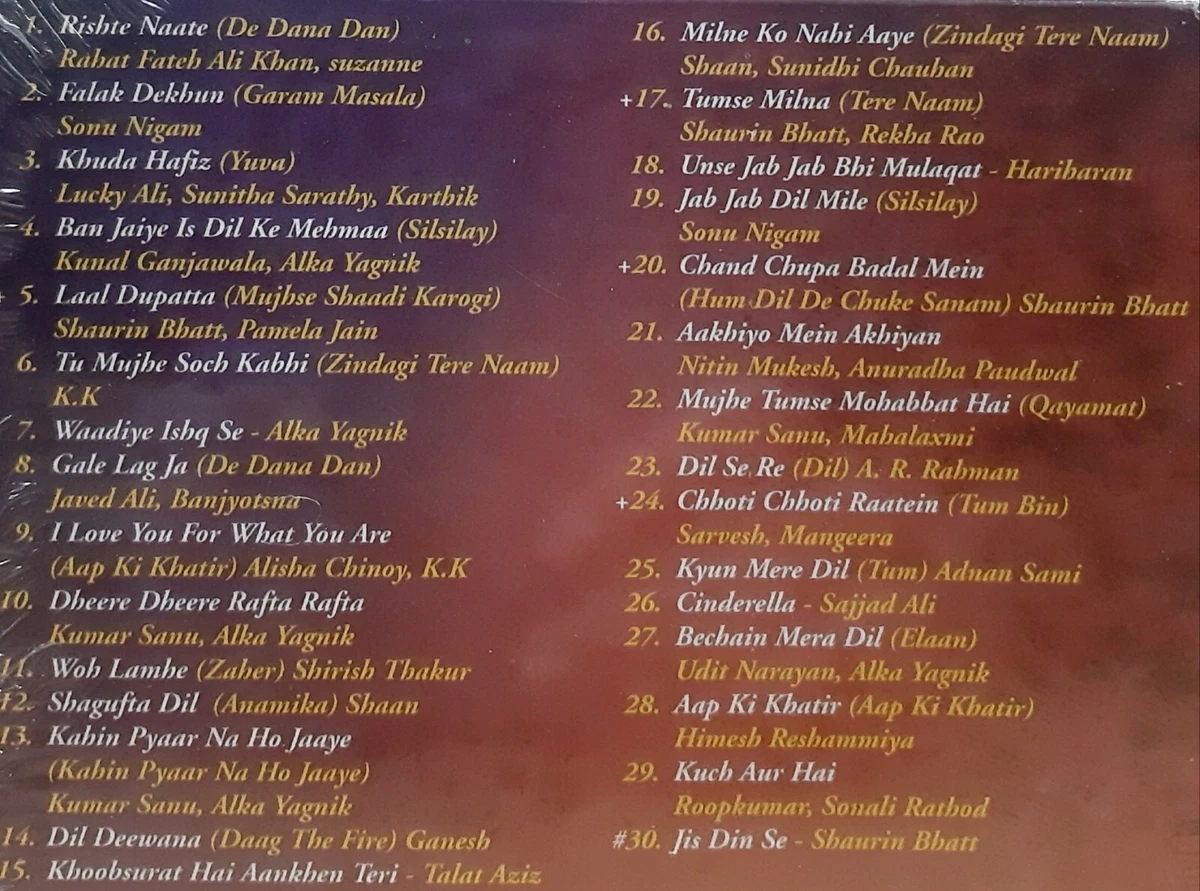 1. Rishte Naate (De Dana Dan)
Rahat Fateh Ali Khan, suzanne
2. Falak Dekhun (Garam Masala)
Sonu Nigam
3. Khuda Hafiz (Yuva)
Lucky Ali, Sunitha Sarathy, Karthik
4. Ban Jaiye Is Dil Ke Mehmaa (Silsilay)
Kunal Ganjawala, Alka Yagnik
+ 5. Laal Dupatta (Mujhse Shaadi Karogi)
Shaurin Bhatt, Pamela Jain
6. Tu Mujhe Soch Kabhi (Zindagi Tere Naam)
K.K
7. Waadiye Ishq Se - Alka Yagnik
8. Gale Lag Ja (De Dana Dan)
Javed Ali, Banjyotsna
9. I Love You For What You Are
(Aap Ki Khatir) Alisha Chinoy, K.K
10. Dheere Dheere Rafta Rafta
Kumar Sanu, Alka Yagnik
11. Woh Lamhe (Zaher) Shirish Thakur
12. Shagufta Dil (Anamika) Shaan
13. Kahin Pyaar Na Ho Jaaye
(Kahin Pyaar Na Ho Jaaye)
Kumar Sanu, Alka Yagnik
14. Dil Deewana (Daag The Fire) Ganesh
15. Khoobsurat Hai Aankhen Teri - Talat Aziz
16. Milne Ko Nahi Aaye (Zindagi Tere Naam)
Shaan, Sunidhi Chauhan
+17. Tumse Milna (Tere Naam)
Shaurin Bhatt, Rekha Rao
18. Unse Jab Jab Bhi Mulaqat - Hariharan
19. Jab Jab Dil Mile (Silsilay)
Sonu Nigam
+20. Chand Chupa Badal Mein
(Hum Dil De Chuke Sanam) Shaurin Bhatt
21. Aakhiyo Mein Akhiyan
Nitin Mukesh, Anuradha Paudwal
22. Mujhe Tumse Mohabbat Hai (Qayamat)
Kumar Sanu, Mahalaxmi
23. Dil Se Re (Dil) A. R. Rahman
+24. Chhoti Chhoti Raatein (Tum Bin)
Sarvesh, Mangeera
25. Kyun Mere Dil (Tum) Adnan Sami
26. Cinderella - Sajjad Ali
27. Bechain Mera Dil (Elaan)
Udit Narayan, Alka Yagnik
28. Aap Ki Khatir (Aap Ki Khatir)
Himesh Reshammiya
29. Kuch Aur Hai
Roopkumar, Sonali Rathod
#30. Jis Din Se - Shaurin Bhatt